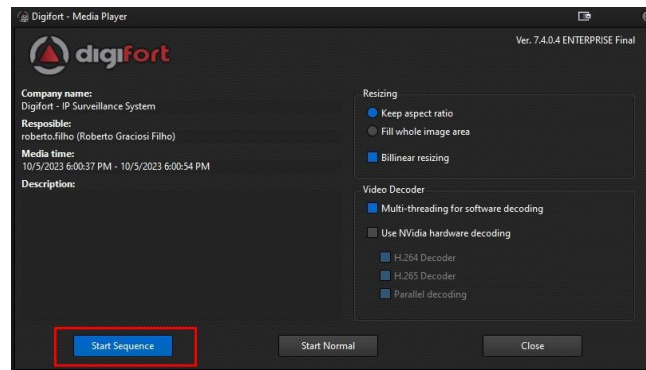 Digifort - Media Player
digifort
Ver. 7.4.0.4 ENTERPRISE Final
Company name:
Digifort - IP Surveillance System
Resposible:
roberto.filho (Roberto Graciosi Filho)
Media time:
10/5/2023 6:00:37 PM - 10/5/2023 6:00:54 PM
Description:
Resizing
Keep aspect ratio
Fill whole image area
Billinear resizing
Video Decoder
Multi-threading for software decoding
Use NVidia hardware decoding
H.264 Decoder
H.265 Decoder
Parallel decoding
Start Sequence
Start Normal
Close